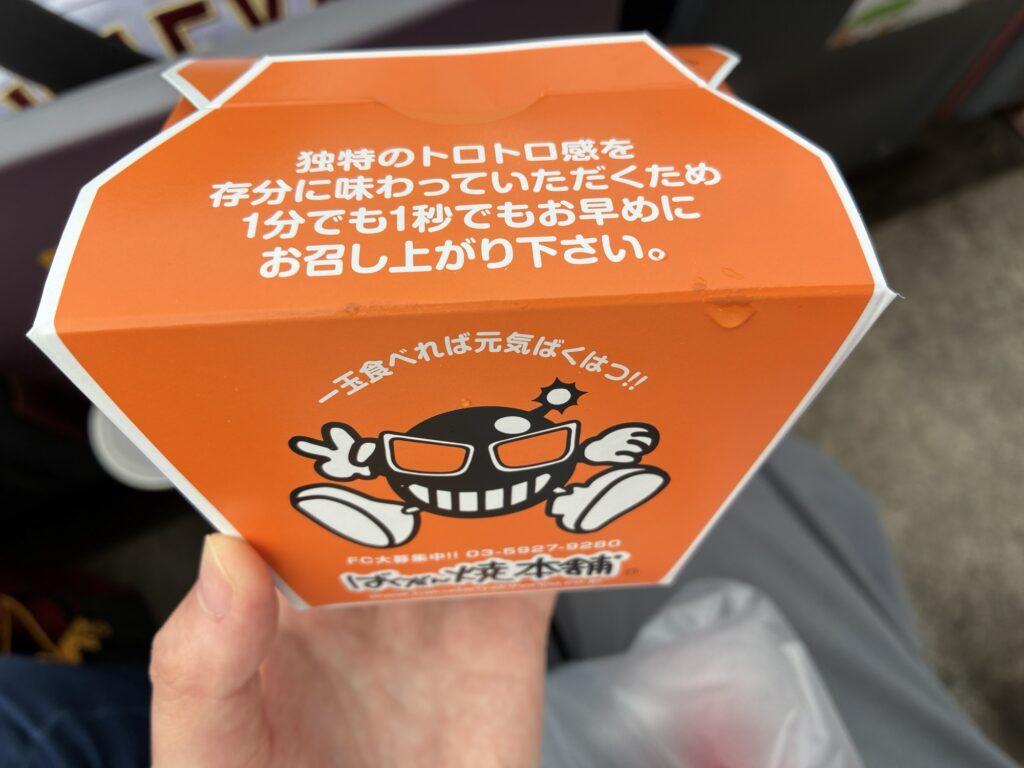 独特のトロトロ感を
存分に味わっていただくため
1分でも1秒でもお早めに
お召し上がり下さい。
一玉食べれば元気ばくはつ!!
FC大募集中!! 03-5927-9280
ばくだん焼本舗